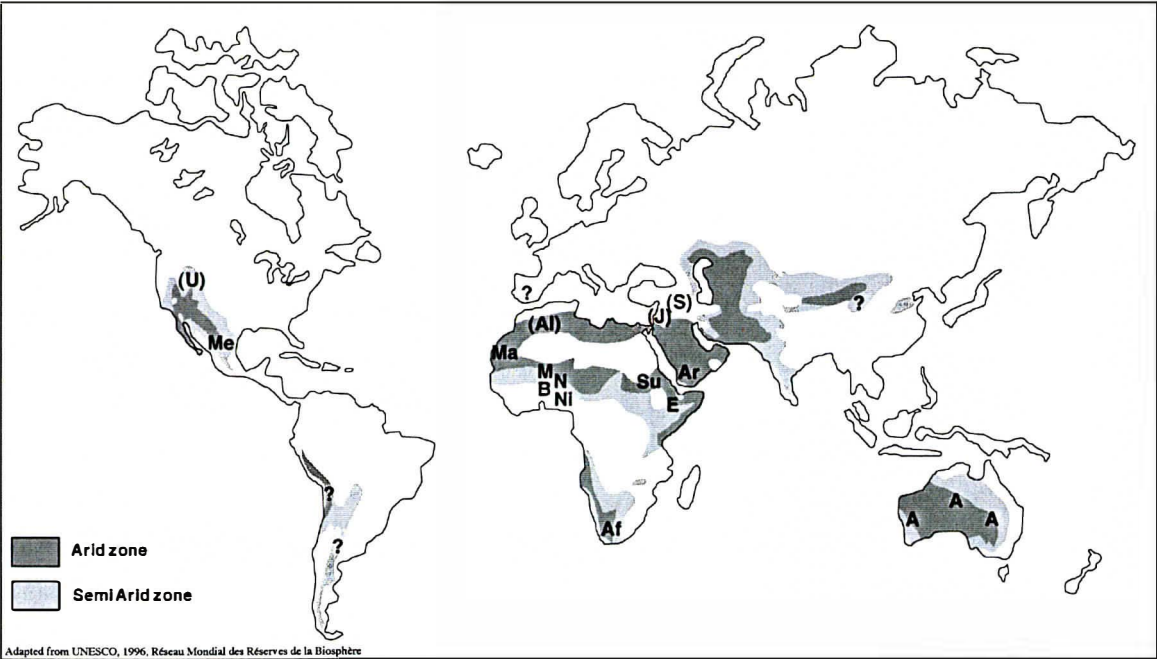 (U)
Me
?
?
?
(Al)
Ma
M
N
B
Ni
(S)
(J)
Su
Ar
E
Af
?
A
A
A
Arid zone
Semi Arid zone
Adapted from UNESCO, 1996, Réseau Mondial des Réserves de la Biosphère